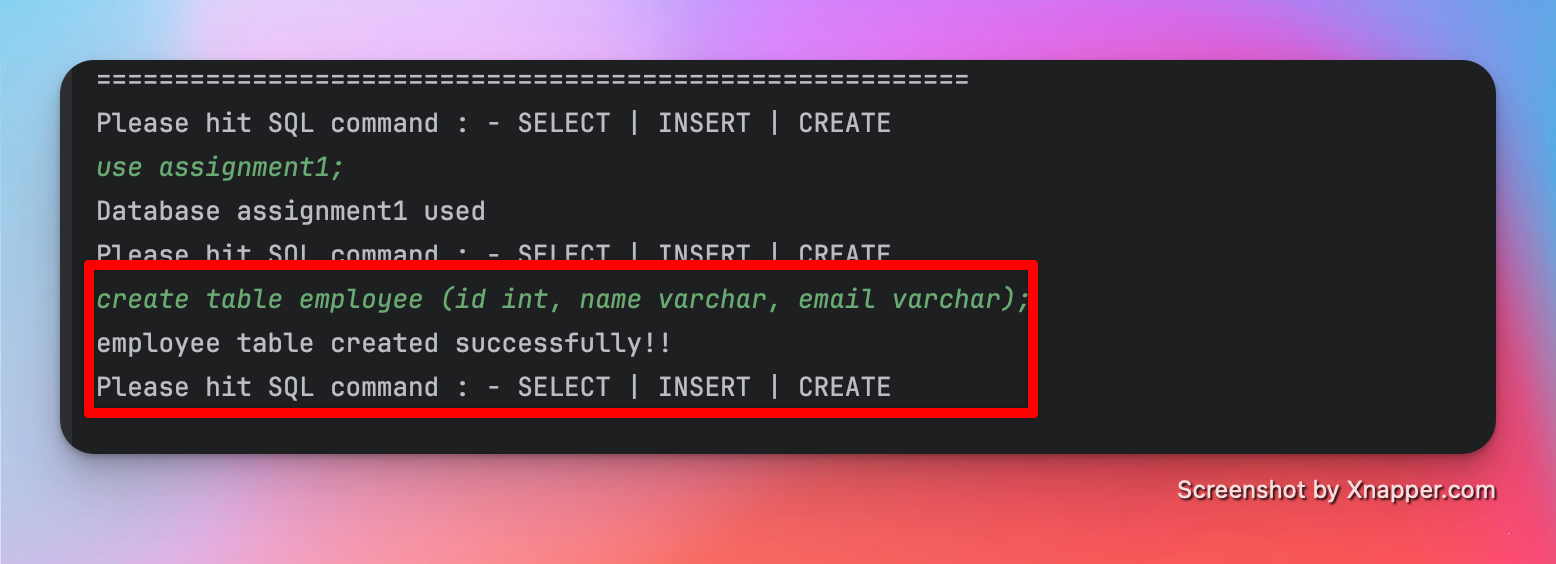 ========================================================
Please hit SQL command : - SELECT | INSERT | CREATE
use assignment1;
Database assignment1 used
Please hit SQL command : - SELECT | INSERT | CREATE
create table employee (id int, name varchar, email varchar);
employee table created successfully!!
Please hit SQL command : - SELECT | INSERT | CREATE
Screenshot by Xnapper.com